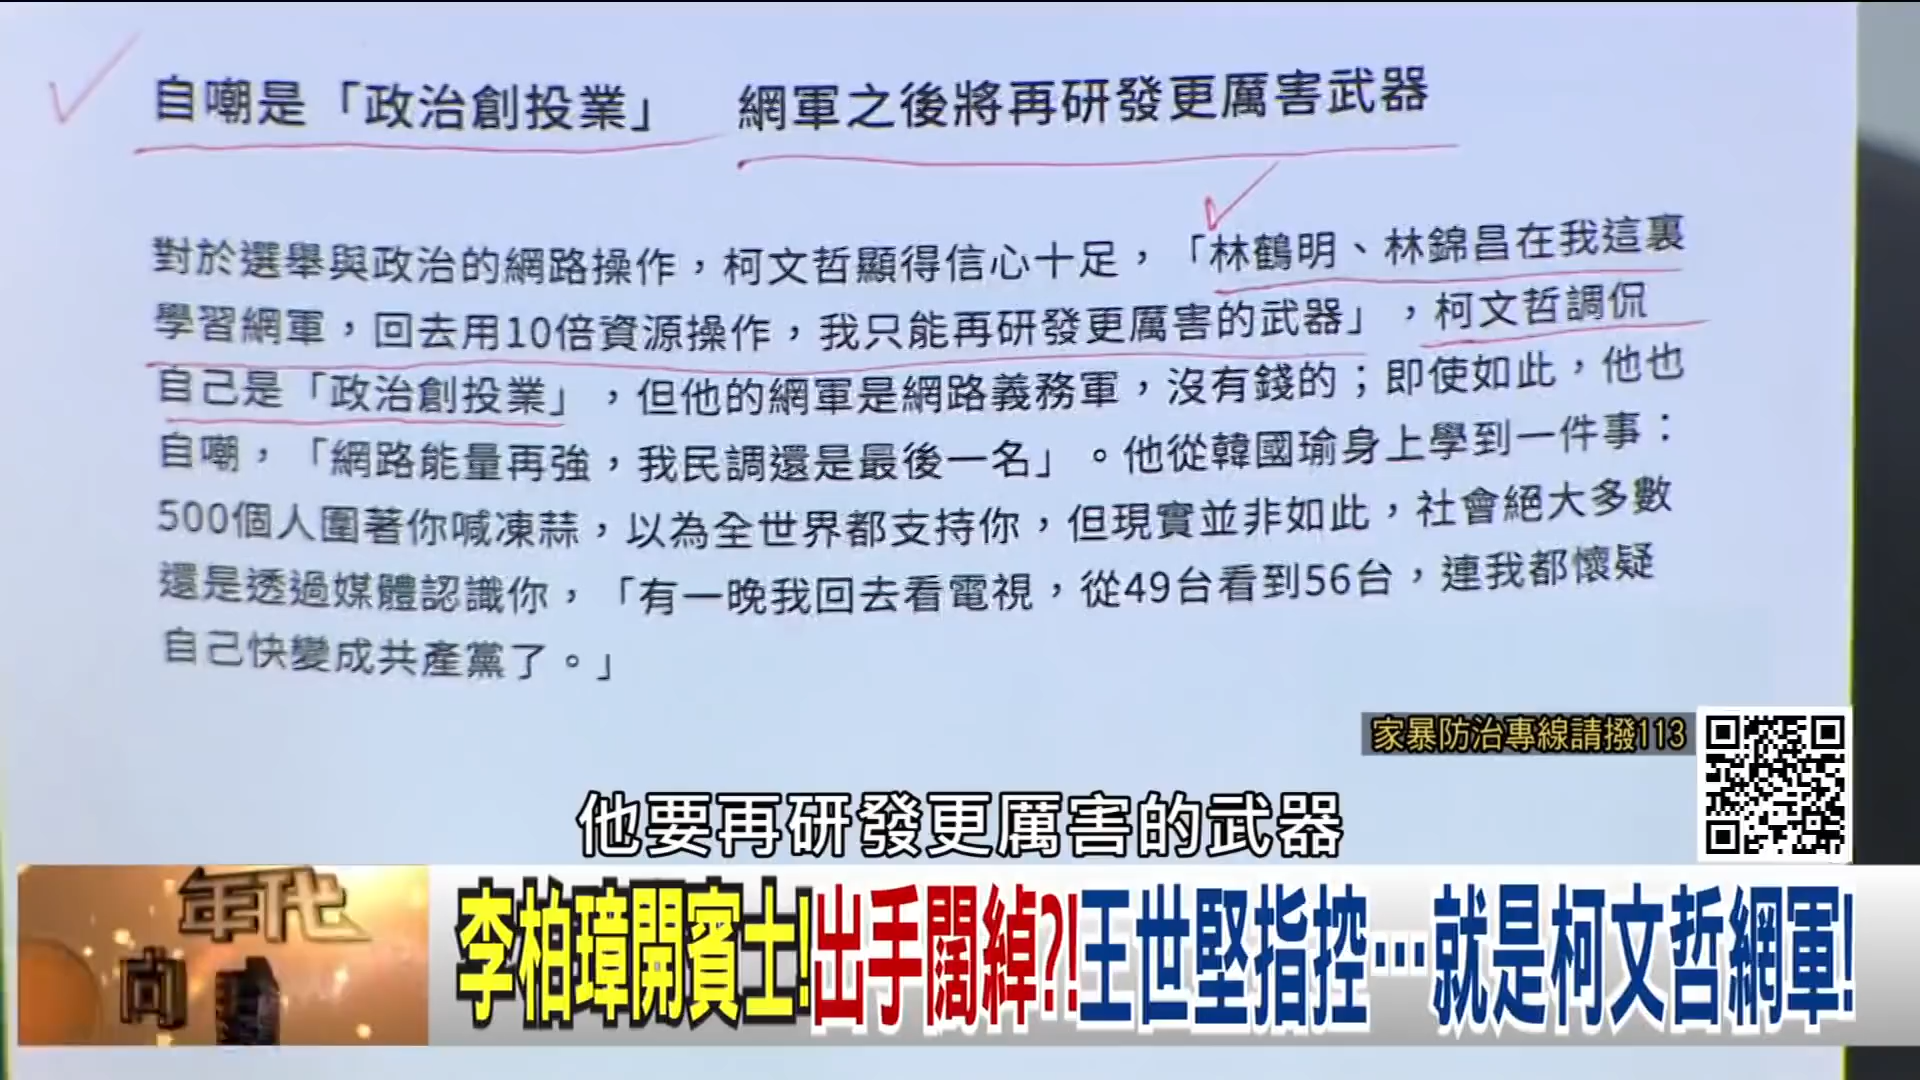 自嘲是「政治創投業」 網軍之後將再研發更厲害武器
對於選舉與政治的網路操作，柯文哲顯得信心十足，「林鶴明、林錦昌在我這裏
學習網軍，回去用10倍資源操作，我只能再研發更厲害的武器」，柯文哲調侃
自己是「政治創投業」，但他的網軍是網路義務軍，沒有錢的；即使如此，他也
自嘲，「網路能量再強，我民調還是最後一名」。他從韓國瑜身上學到一件事：
500個人圍著你喊凍蒜，以為全世界都支持你，但現實並非如此，社會絕大多數
還是透過媒體認識你，「有一晚我回去看電視，從49台看到56台，連我都懷疑
自己快變成共產黨了。」
家暴防治專線請撥113
他要再研發更厲害的武器
年代
向
李柏璋開賓士!出手闊綽?!王世堅指控…就是柯文哲網軍!